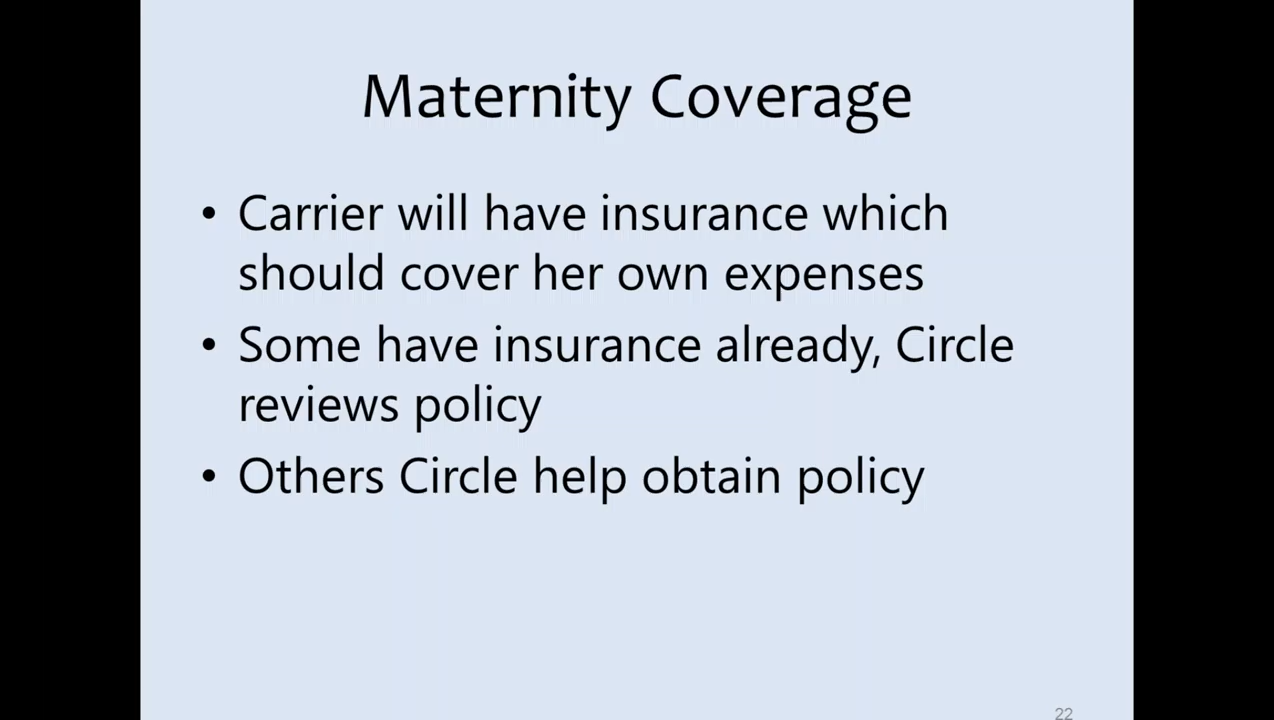 Maternity Coverage
• Carrier will have insurance which
should cover her own expenses
• Some have insurance already, Circle
reviews policy
• Others Circle help obtain policy
22